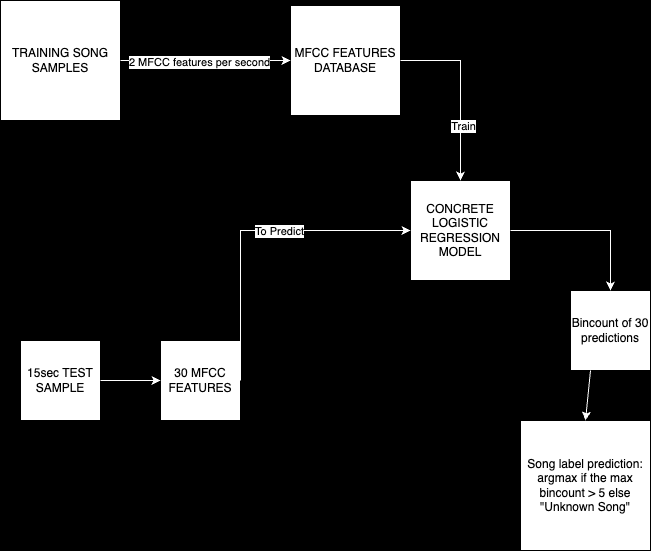 TRAINING SONG
SAMPLES
2 MFCC features per second
MFCC FEATURES
DATABASE
Train
CONCRETE
LOGISTIC
REGRESSION
MODEL
To Predict
Bincount of 30
predictions
15sec TEST
SAMPLE
30 MFCC
FEATURES
Song label prediction:
argmax if the max
bincount > 5 else
"Unknown Song"